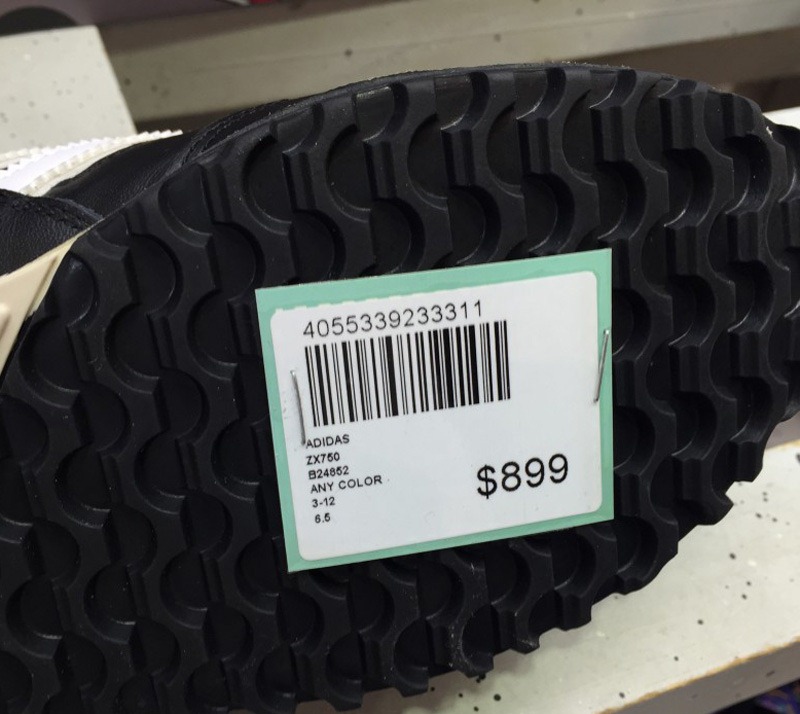 4055339233311
ADIDAS
ZX750
B24852
ANY COLOR
3-12
6.5
$899